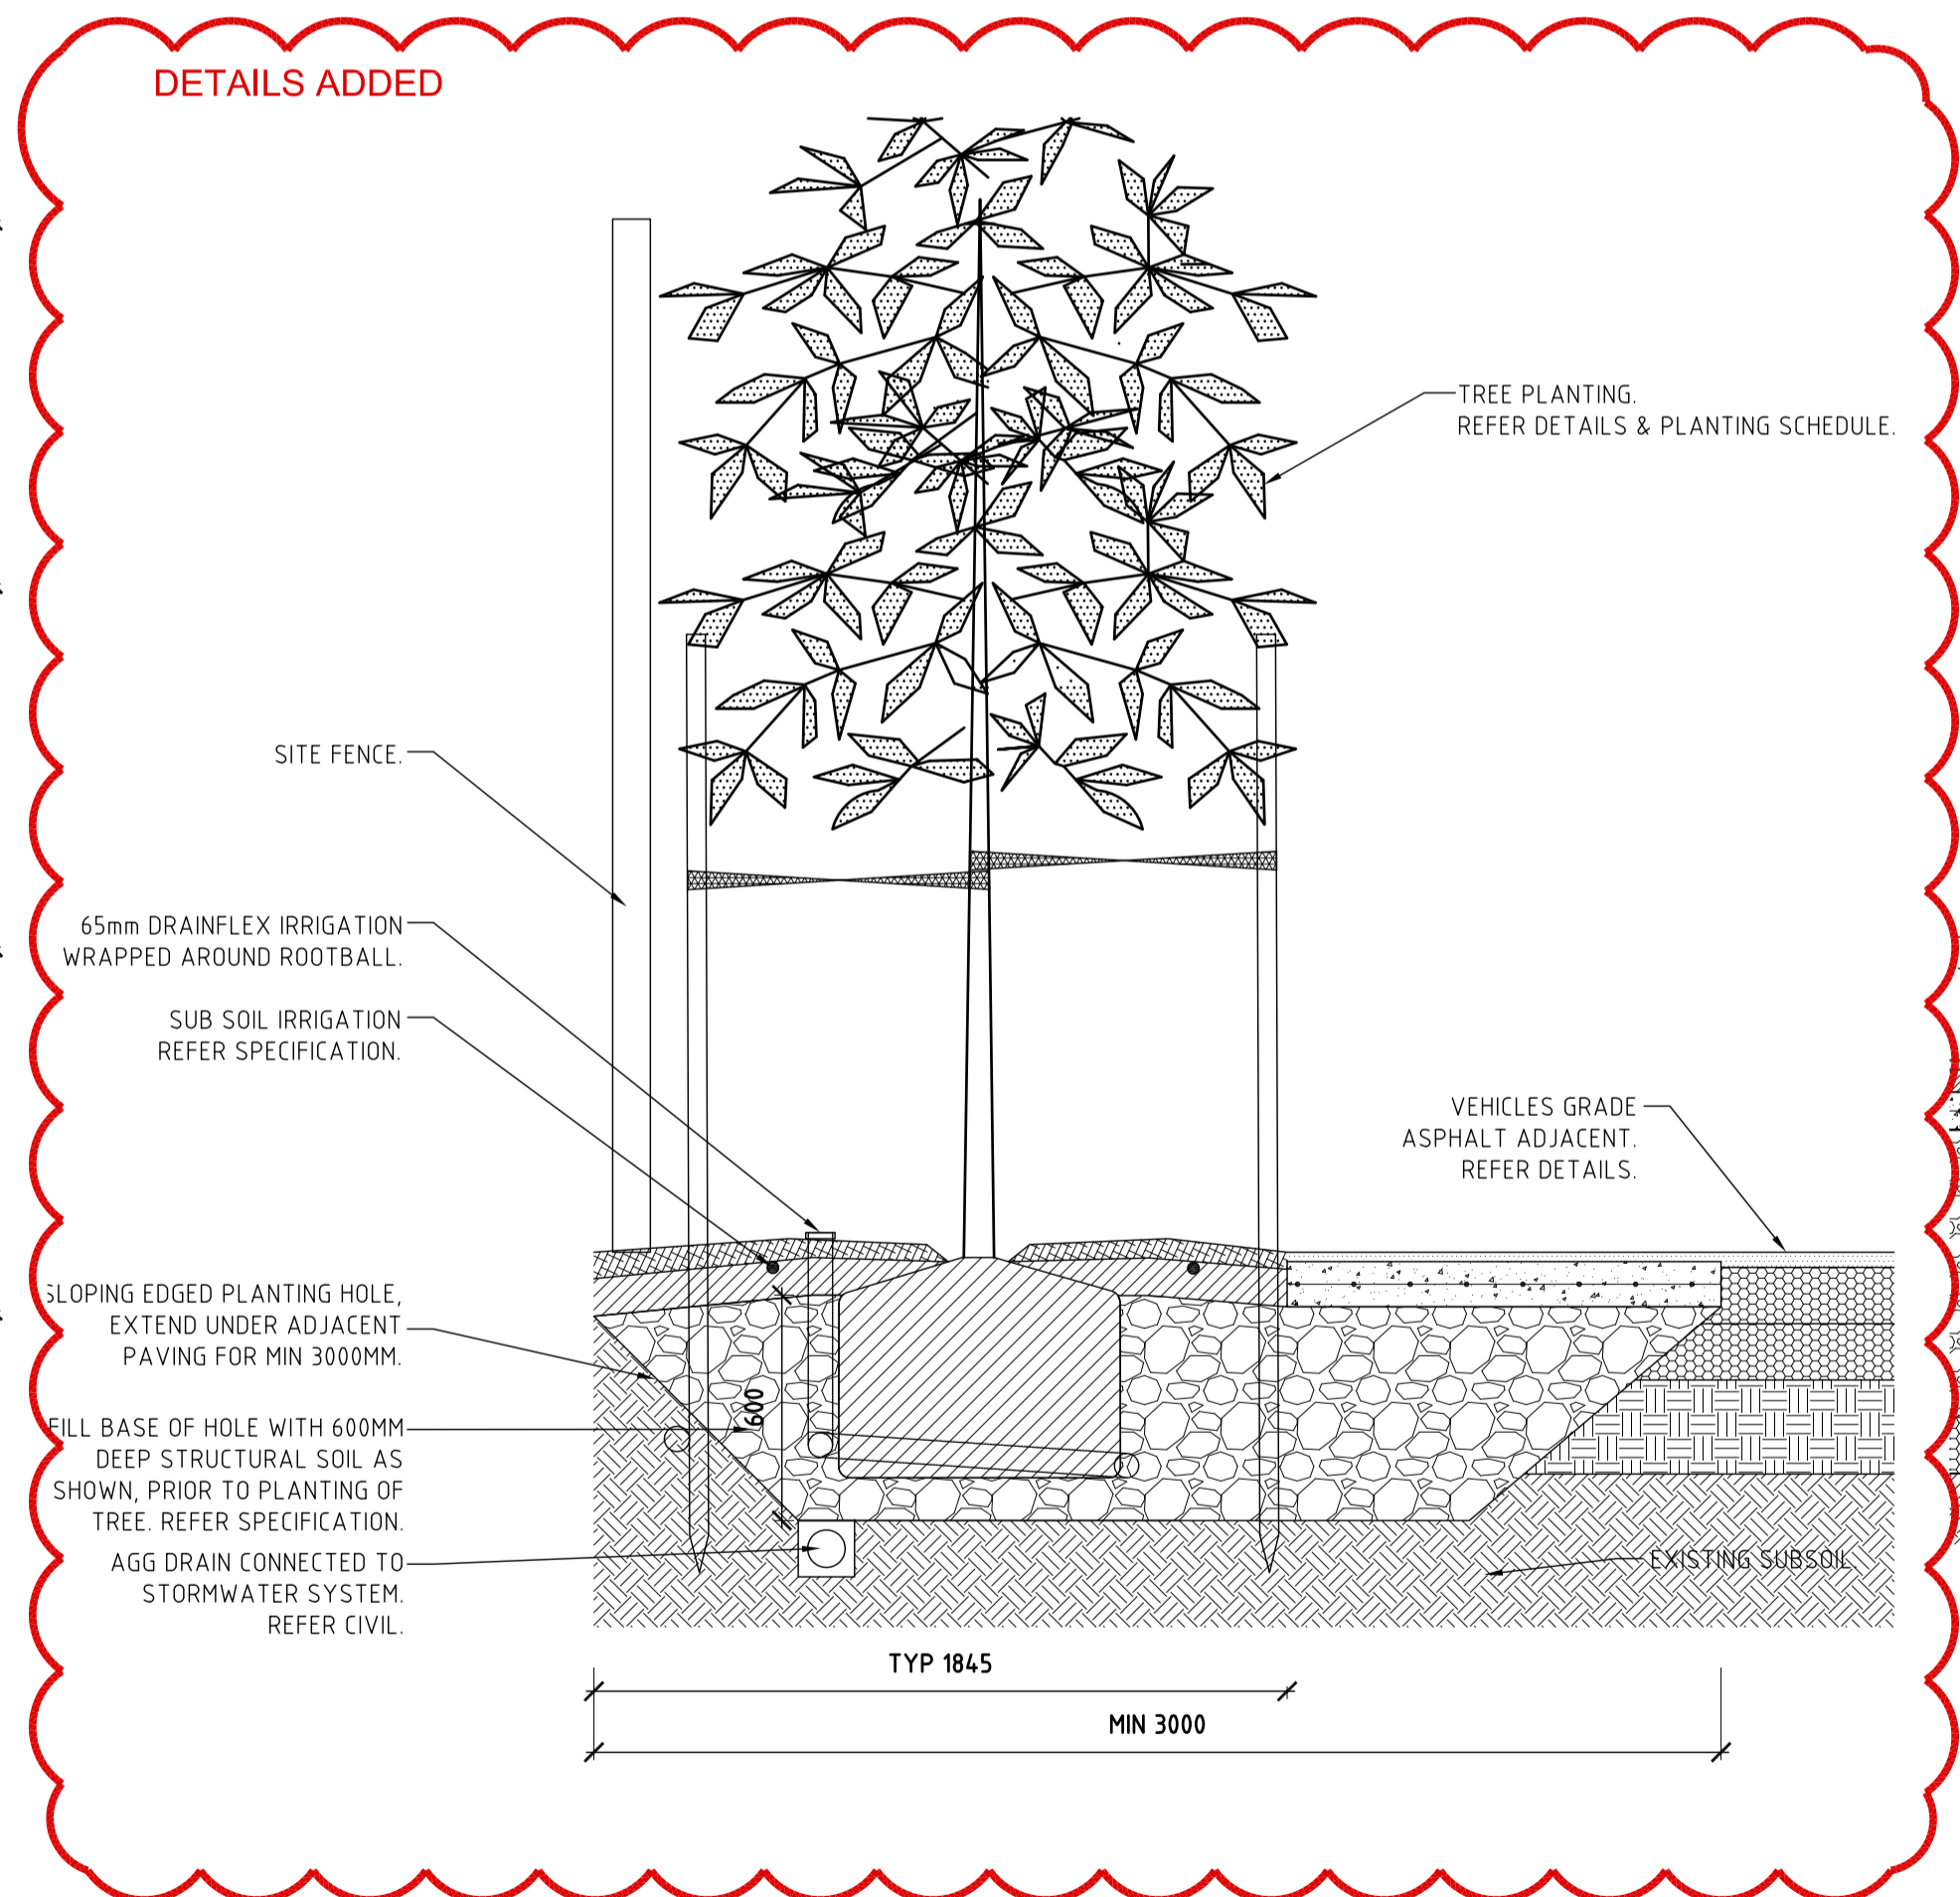 DETAILS ADDED
TREE PLANTING.
REFER DETAILS & PLANTING SCHEDULE.
SITE FENCE.
65mm DRAINFLEX IRRIGATION
WRAPPED AROUND ROOTBALL.
SUB SOIL IRRIGATION
REFER SPECIFICATION.
VEHICLES GRADE
ASPHALT ADJACENT.
REFER DETAILS.
SLOPING EDGED PLANTING HOLE,
EXTEND UNDER ADJACENT
PAVING FOR MIN 3000MM.
600
FILL BASE OF HOLE WITH 600MM
DEEP STRUCTURAL SOIL AS
SHOWN, PRIOR TO PLANTING OF
TREE. REFER SPECIFICATION.
AGG DRAIN CONNECTED TO
STORMWATER SYSTEM.
REFER CIVIL.
EXISTING SUBSOIL.
TYP 1845
MIN 3000